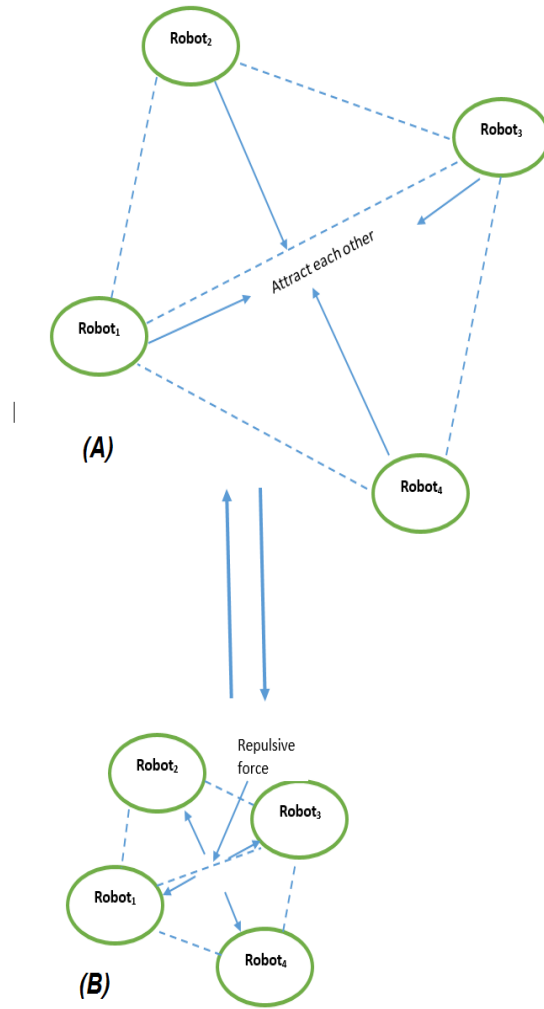 Robot₂
Robot₃
Attract each other
Robot₁
(A)
Robot₄
Repulsive
force
Robot₂
Robot₃
Robot₁
Robot₄
(B)